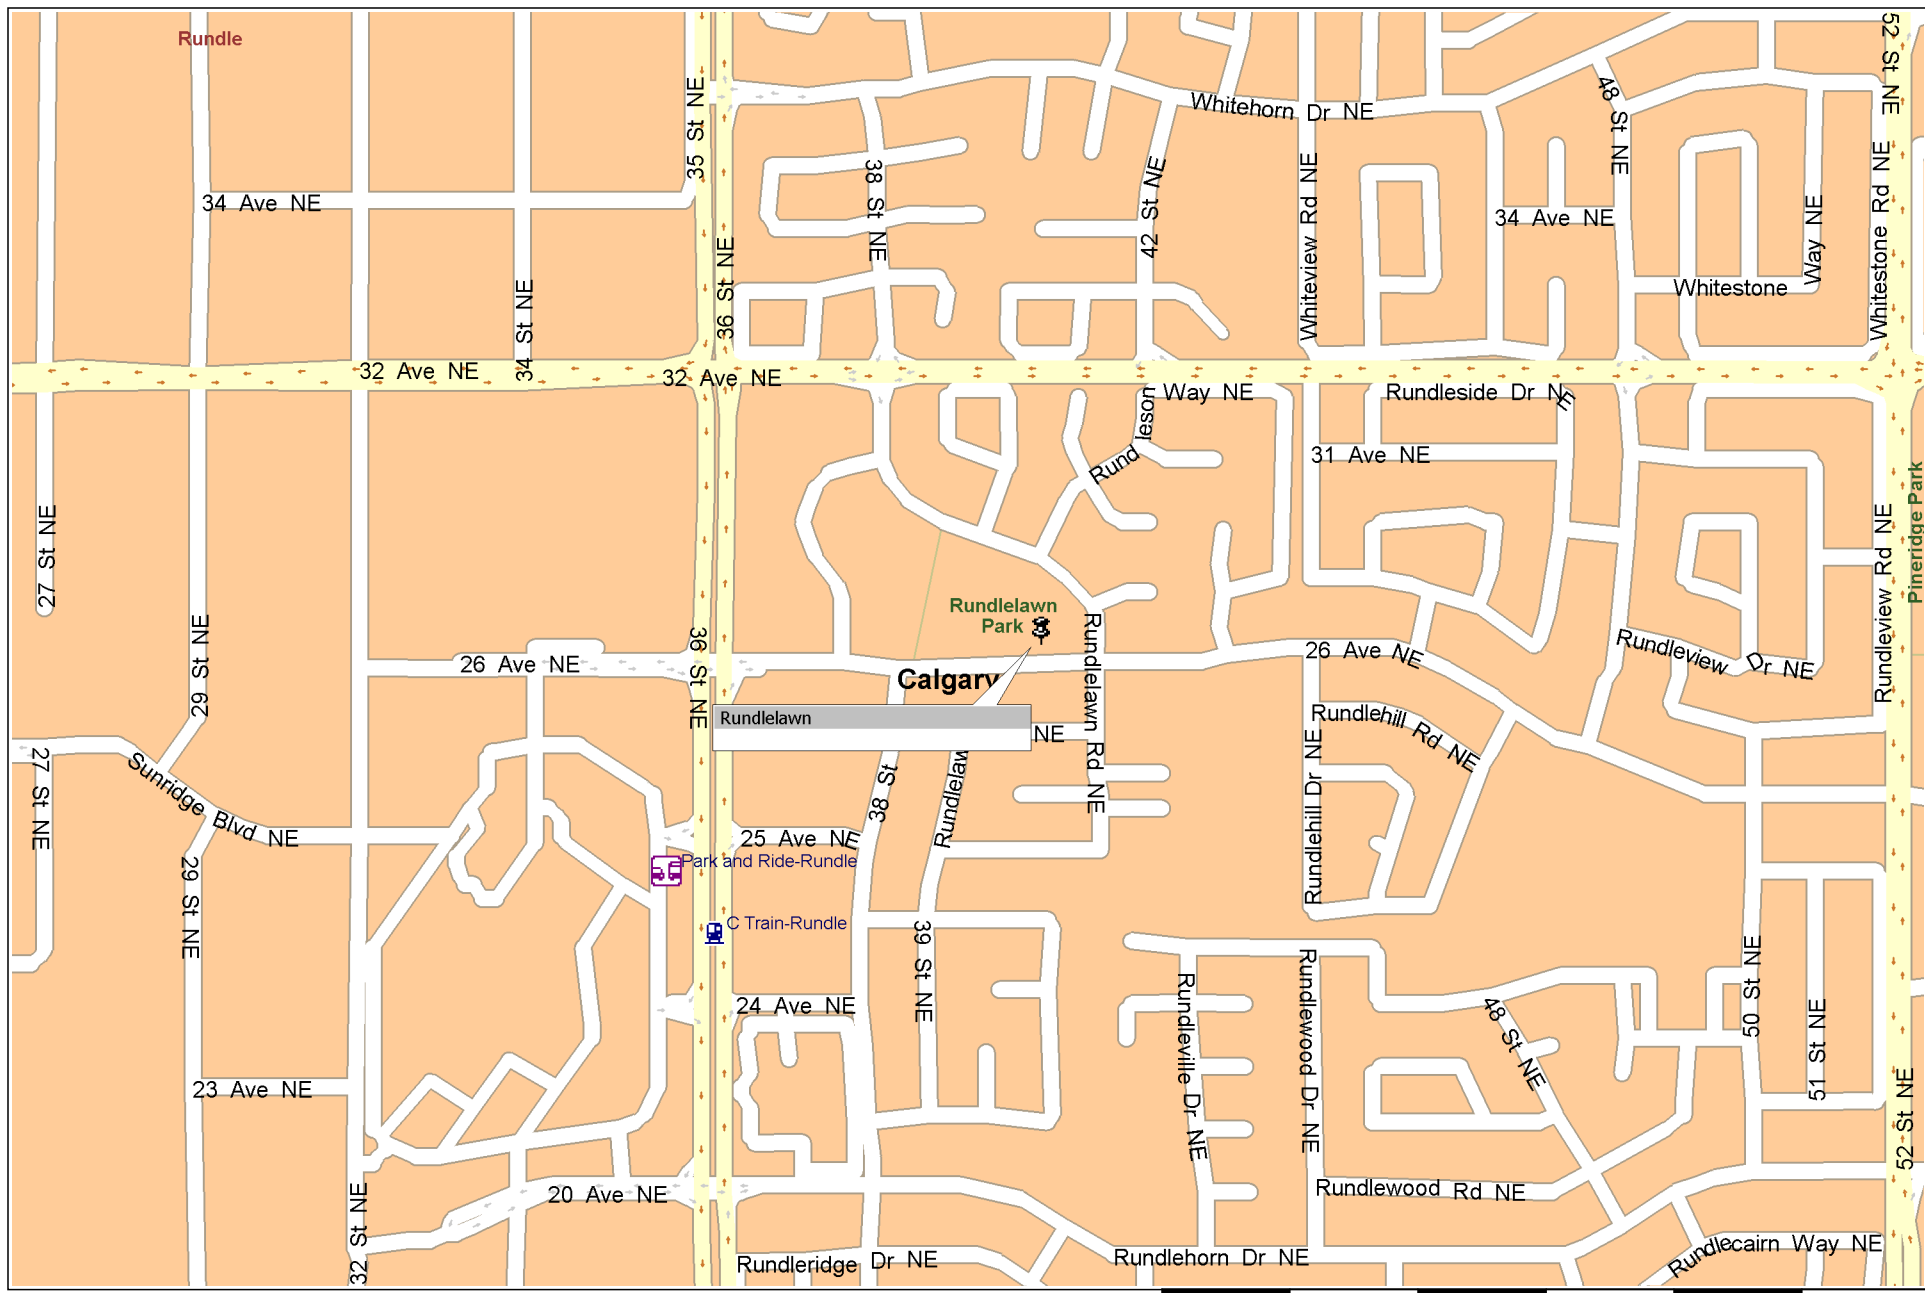 Rundle
52 St NE
35 St NE
Whitehorn Dr NE
48 St NE
38 St NE
42 St NE
Whiteview Rd NE
Whitestone Rd NE
34 Ave NE
34 Ave NE
Way NE
36 St NE
34 St NE
Whitestone
32 Ave NE
32 Ave NE
Way NE
Rundleside Dr NE
Rund
leson
31 Ave NE
Pineridge Park
27 St NE
Rundleview Rd NE
Rundlelawn
Park
29 St NE
36 St NE
26 Ave NE
Rundlelawn Rd NE
26 Ave NE
Rundleview Dr NE
Calgary
Rundlelawn
NE
Rundlehill Rd NE
27 St NE
Sunridge Blvd NE
38 St
Rundlelaw
Rundlehill Dr NE
25 Ave NE
Park and Ride-Rundle
29 St NE
C Train-Rundle
39 St NE
24 Ave NE
Rundleville Dr NE
Rundlewood Dr NE
48 St NE
50 St NE
51 St NE
23 Ave NE
52 St NE
32 St NE
20 Ave NE
Rundlewood Rd NE
Rundleridge Dr NE
Rundlehorn Dr NE
Rundlecairn Way NE